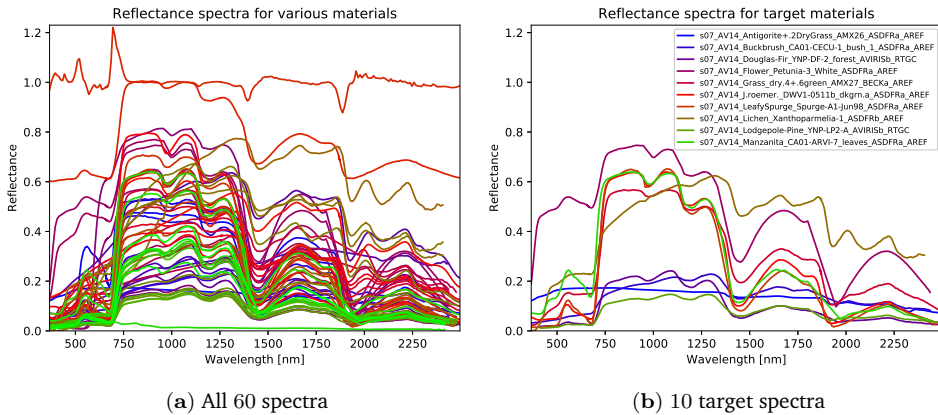 Reflectance spectra for various materials
1.2
1.0
0.8
0.6
0.4
0.2
0.0
Reflectance
500 750 1000 1250 1500 1750 2000 2250
Wavelength [nm]
(a) All 60 spectra
Reflectance spectra for target materials
s07_AV14_Antigorite+.2DryGrass_AMX26_ASDFRa_AREF
s07_AV14_Buckbrush_CA01-CECU-1_bush_1_ASDFRa_AREF
s07_AV14_Douglas-Fir_YNP-DF-2_forest_AVIRISb_RTGC
s07_AV14_Flower_Petunia-3_White_ASDFRa_AREF
s07_AV14_Grass_dry.4+.6green_AMX27_BECKa_AREF
s07_AV14_J.roemer._DWV1-0511b_dkgrn.a_ASDFRa_AREF
s07_AV14_LeafySpurge_Spurge-A1-Jun98_ASDFRa_AREF
s07_AV14_Lichen_Xanthoparmelia-1_ASDFRb_AREF
s07_AV14_Lodgepole-Pine_YNP-LP2-A_AVIRISb_RTGC
s07_AV14_Manzanita_CA01-ARVI-7_leaves_ASDFRa_AREF
1.2
1.0
0.8
0.6
0.4
0.2
0.0
Reflectance
500 750 1000 1250 1500 1750 2000 2250
Wavelength [nm]
(b) 10 target spectra